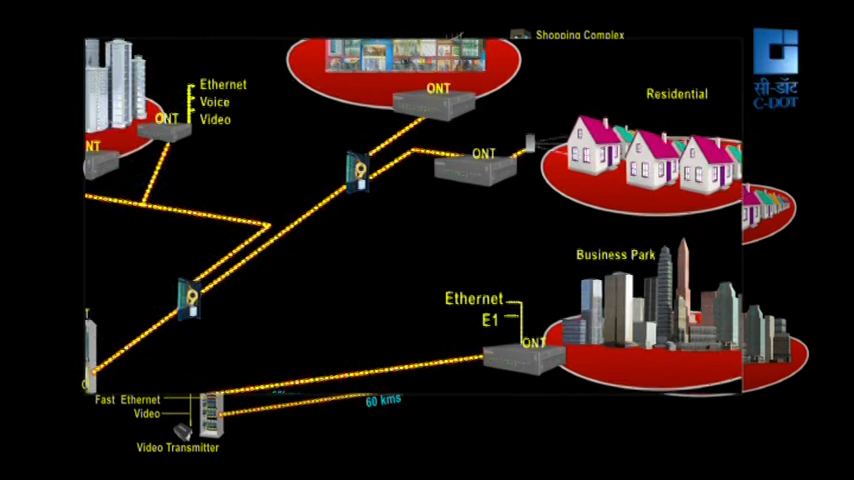 Shopping Complex
सी-डॉट
C-DOT
Ethernet
Voice
Video
ONT
ONT
NT
Residential
ONT
Business Park
Ethernet
E1
ONT
Fast Ethernet
Video
60 kms
Video Transmitter